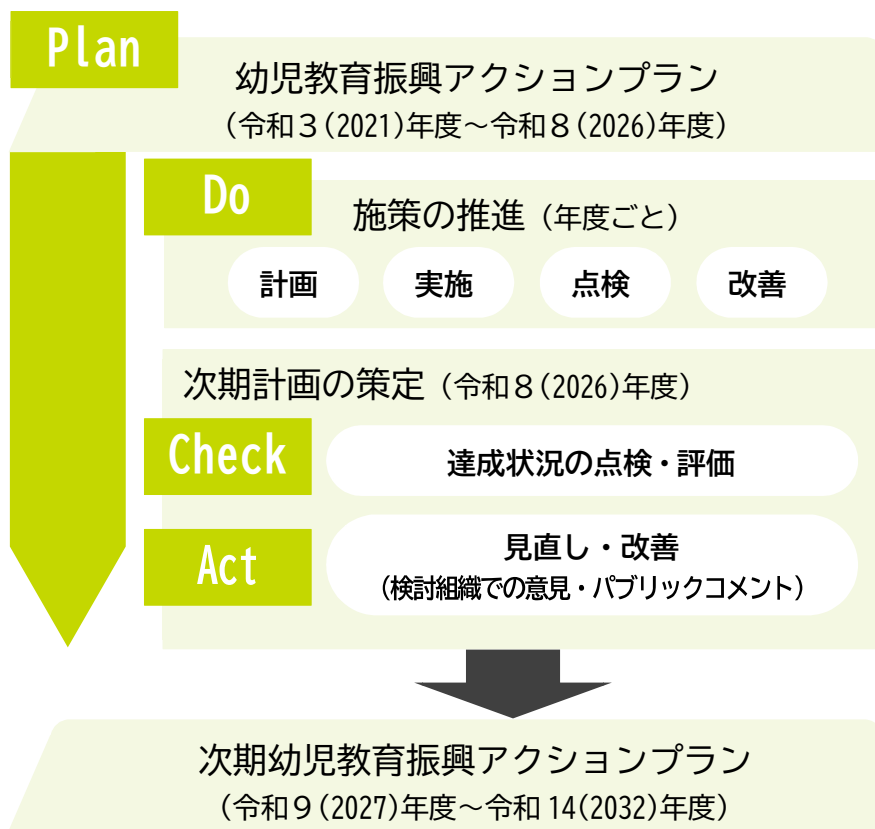 Plan
幼児教育振興アクションプラン
(令和3(2021)年度~令和8(2026)年度)
Do
施策の推進(年度ごと)
計画 実施 点検 改善
次期計画の策定(令和8(2026)年度)
Check
達成状況の点検・評価
Act
見直し・改善
(検討組織での意見・パブリックコメント)
次期幼児教育振興アクションプラン
(令和9(2027)年度~令和14(2032)年度)